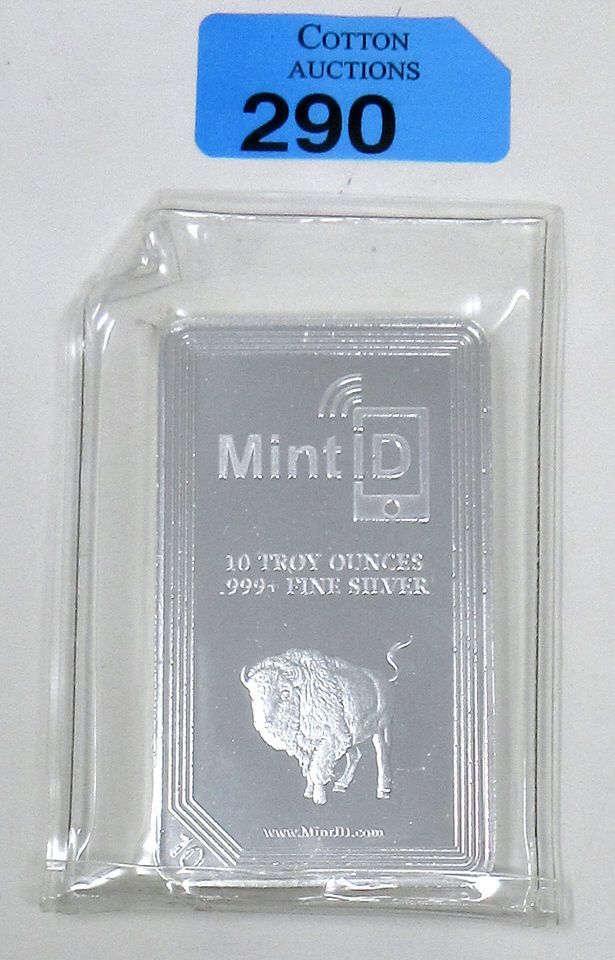 COTTON
AUCTIONS
290
MintID
10 TROY OUNCES
.999+ FINE SILVER
www.MintID.com